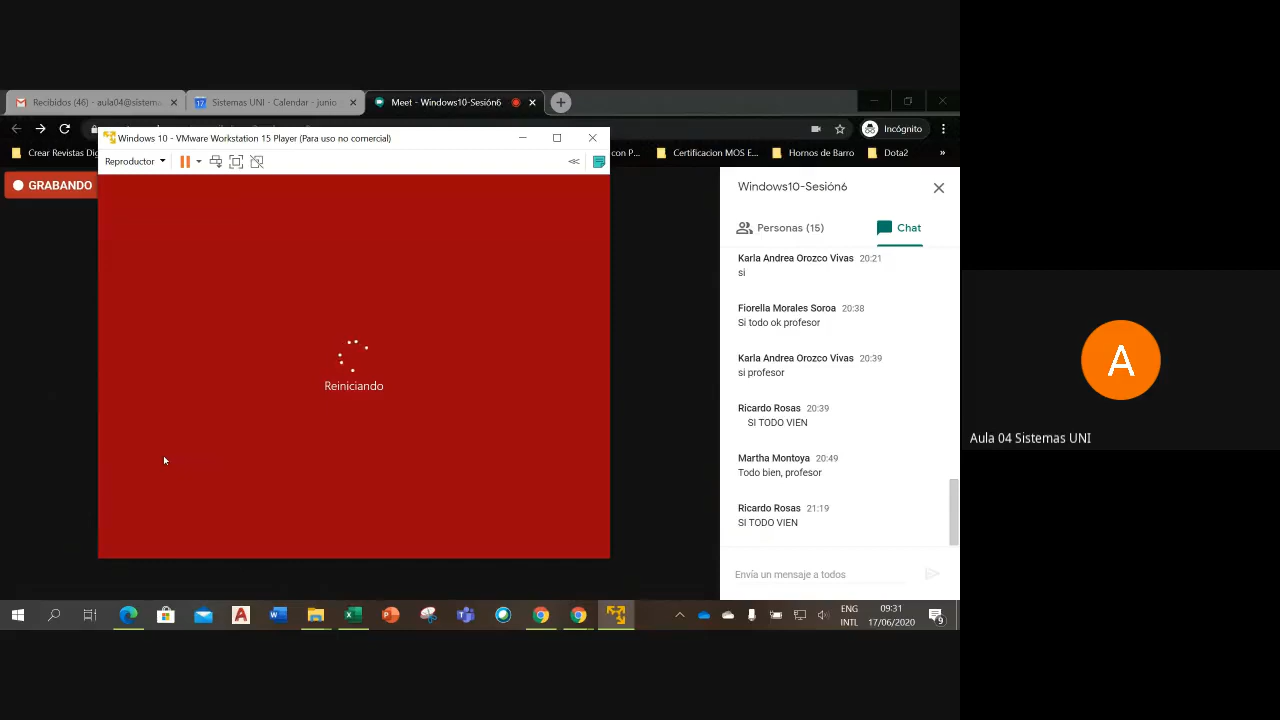 Recibidos (46) - aula04@sistema
Sistemas UNI - Calendar - junio
Meet - Windows10-Sesión6
Incógnito
Crear Revistas Dig
con P...
Certificacion MOS E...
Hornos de Barro
Dota2
»
Windows 10 - VMware Workstation 15 Player (Para uso no comercial)
Reproductor
GRABANDO
Reiniciando
Windows10-Sesión6
Personas (15)
Chat
Karla Andrea Orozco Vivas 20:21
si
Fiorella Morales Soroa 20:38
Si todo ok profesor
Karla Andrea Orozco Vivas 20:39
si profesor
Ricardo Rosas 20:39
SI TODO VIEN
Martha Montoya 20:49
Todo bien, profesor
Ricardo Rosas 21:19
SI TODO VIEN
Envía un mensaje a todos
A
Aula 04 Sistemas UNI
ENG
INTL
09:31
17/06/2020
9